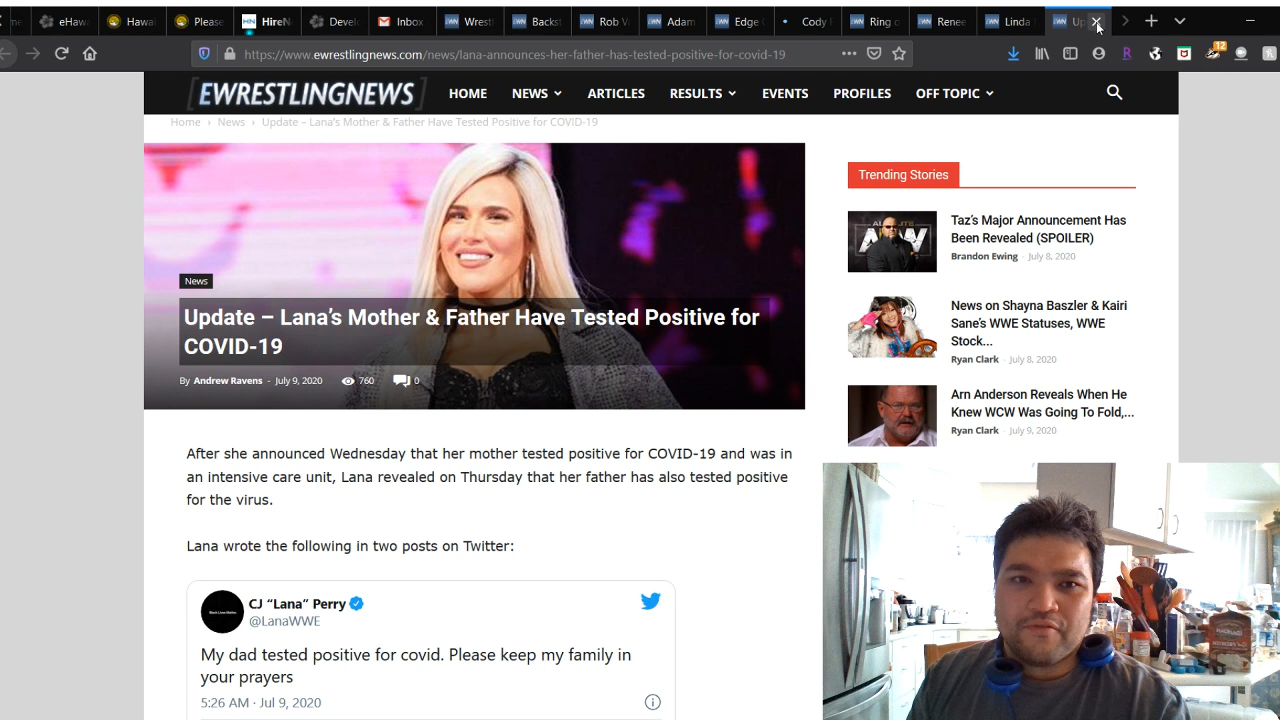 me
eHaw
Hawai
Please
HireN
Develo
Inbox
Wrest
Backst
Rob V
Adam
Edge
Cody
Ring o
Renee
Linda
Up
https://www.ewrestlingnews.com/news/lana-announces-her-father-has-tested-positive-for-covid-19
12
EWRESTLINGNEWS
HOME
NEWS
ARTICLES
RESULTS
EVENTS
PROFILES
OFF TOPIC
Home › News › Update – Lana's Mother & Father Have Tested Positive for COVID-19
News
Update – Lana's Mother & Father Have Tested Positive for
COVID-19
By Andrew Ravens - July 9, 2020 760 0
After she announced Wednesday that her mother tested positive for COVID-19 and was in
an intensive care unit, Lana revealed on Thursday that her father has also tested positive
for the virus.
Lana wrote the following in two posts on Twitter:
CJ “Lana” Perry
@LanaWWE
My dad tested positive for covid. Please keep my family in
your prayers
5:26 AM · Jul 9, 2020
Trending Stories
Taz's Major Announcement Has
Been Revealed (SPOILER)
Brandon Ewing - July 8, 2020
News on Shayna Baszler & Kairi
Sane's WWE Statuses, WWE
Stock...
Ryan Clark - July 8, 2020
Arn Anderson Reveals When He
Knew WCW Was Going To Fold,...
Ryan Clark - July 9, 2020